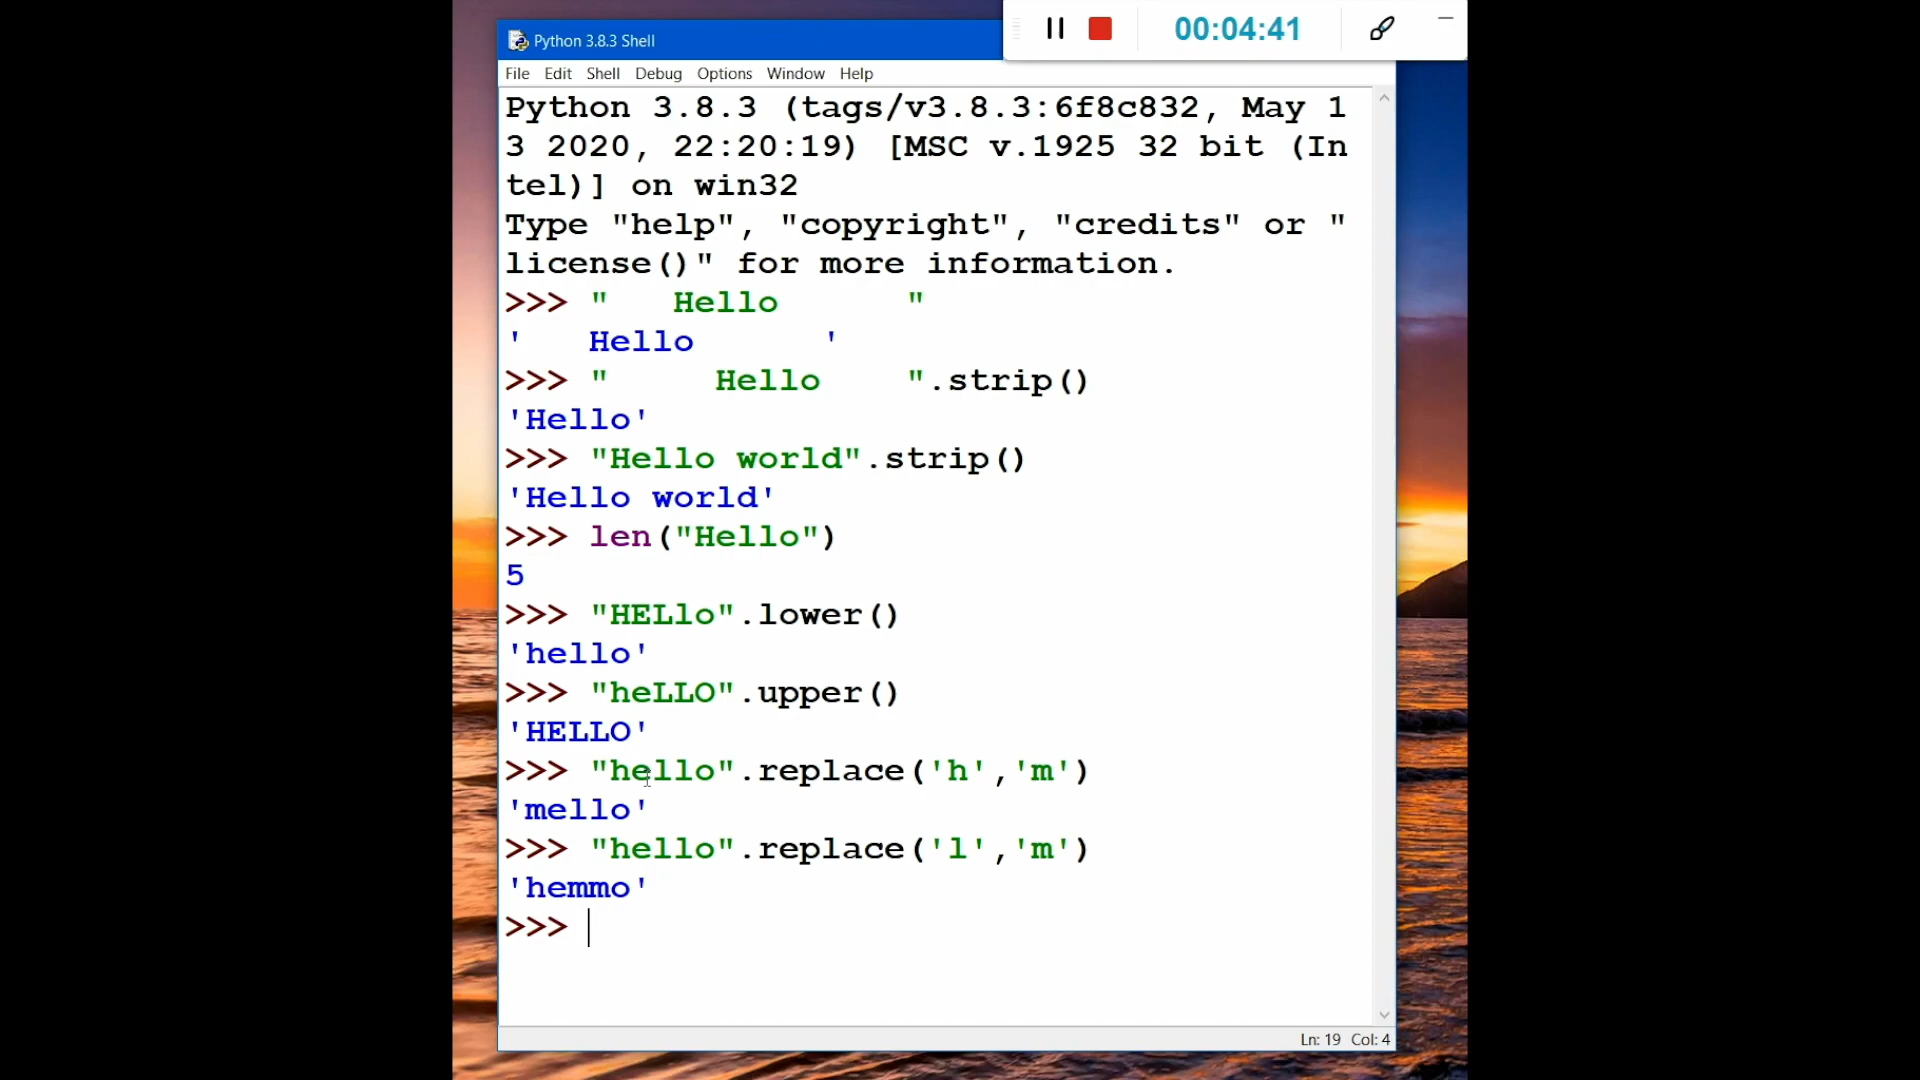 Python 3.8.3 Shell
00:04:41
File Edit Shell Debug Options Window Help
Python 3.8.3 (tags/v3.8.3:6f8c832, May 1
3 2020, 22:20:19) [MSC v.1925 32 bit (In
tel)] on win32
Type "help", "copyright", "credits" or "
license()" for more information.
>>> "   Hello      "
'   Hello      '
>>> "     Hello    ".strip()
'Hello'
>>> "Hello world".strip()
'Hello world'
>>> len("Hello")
5
>>> "HELlo".lower()
'hello'
>>> "heLLO".upper()
'HELLO'
>>> "hello".replace('h','m')
'mello'
>>> "hello".replace('l','m')
'hemmo'
>>>
Ln: 19 Col: 4